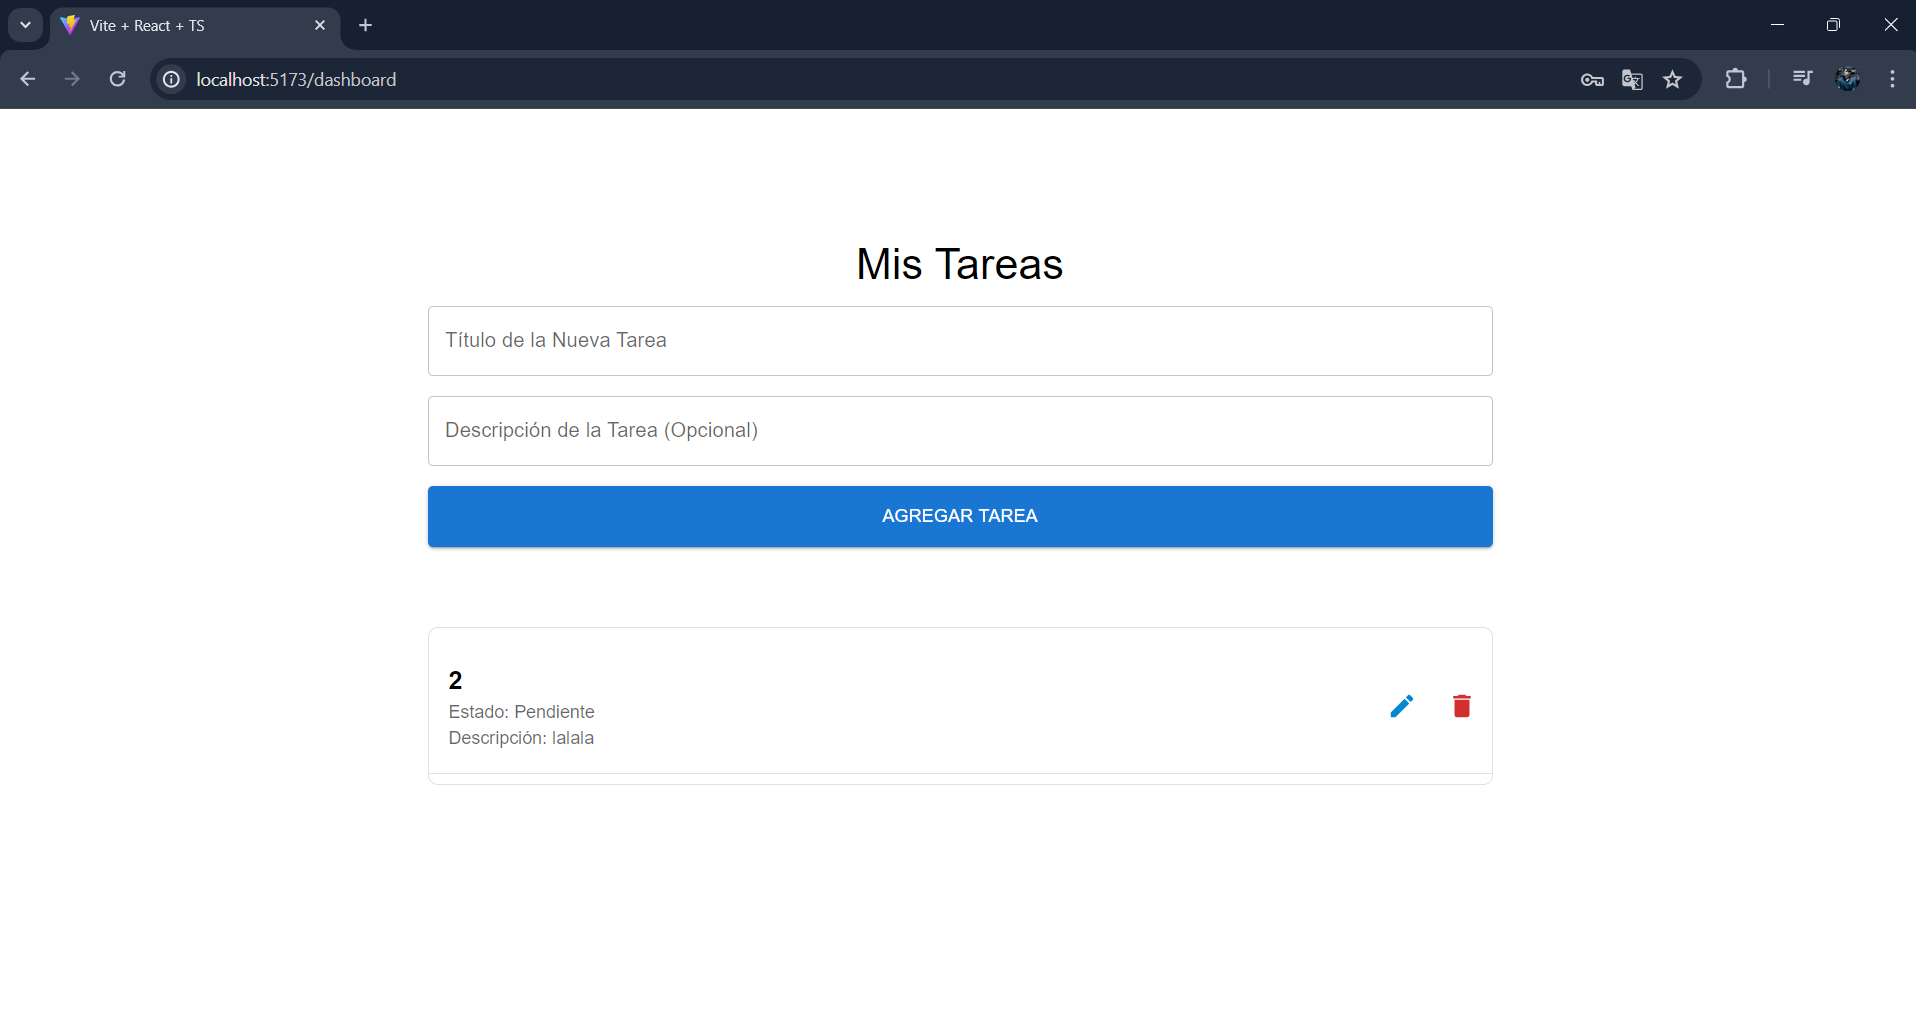 Vite + React + TS
localhost:5173/dashboard
Mis Tareas
Título de la Nueva Tarea
Descripción de la Tarea (Opcional)
AGREGAR TAREA
2
Estado: Pendiente
Descripción: lalala